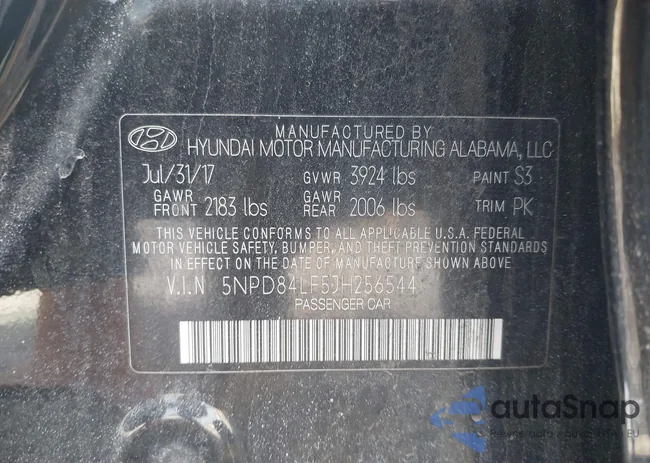 MANUFACTURED BY
HYUNDAI MOTOR MANUFACTURING ALABAMA, LLC
Jul/31/17 GVWR 3924 lbs PAINT S3
GAWR FRONT 2183 lbs GAWR REAR 2006 lbs TRIM PK
THIS VEHICLE CONFORMS TO ALL APPLICABLE U.S.A. FEDERAL
MOTOR VEHICLE SAFETY, BUMPER, AND THEFT PREVENTION STANDARDS
IN EFFECT ON THE DATE OF MANUFACTURE SHOWN ABOVE
V.I.N 5NPD84LF5JH256544
PASSENGER CAR
autoSnap